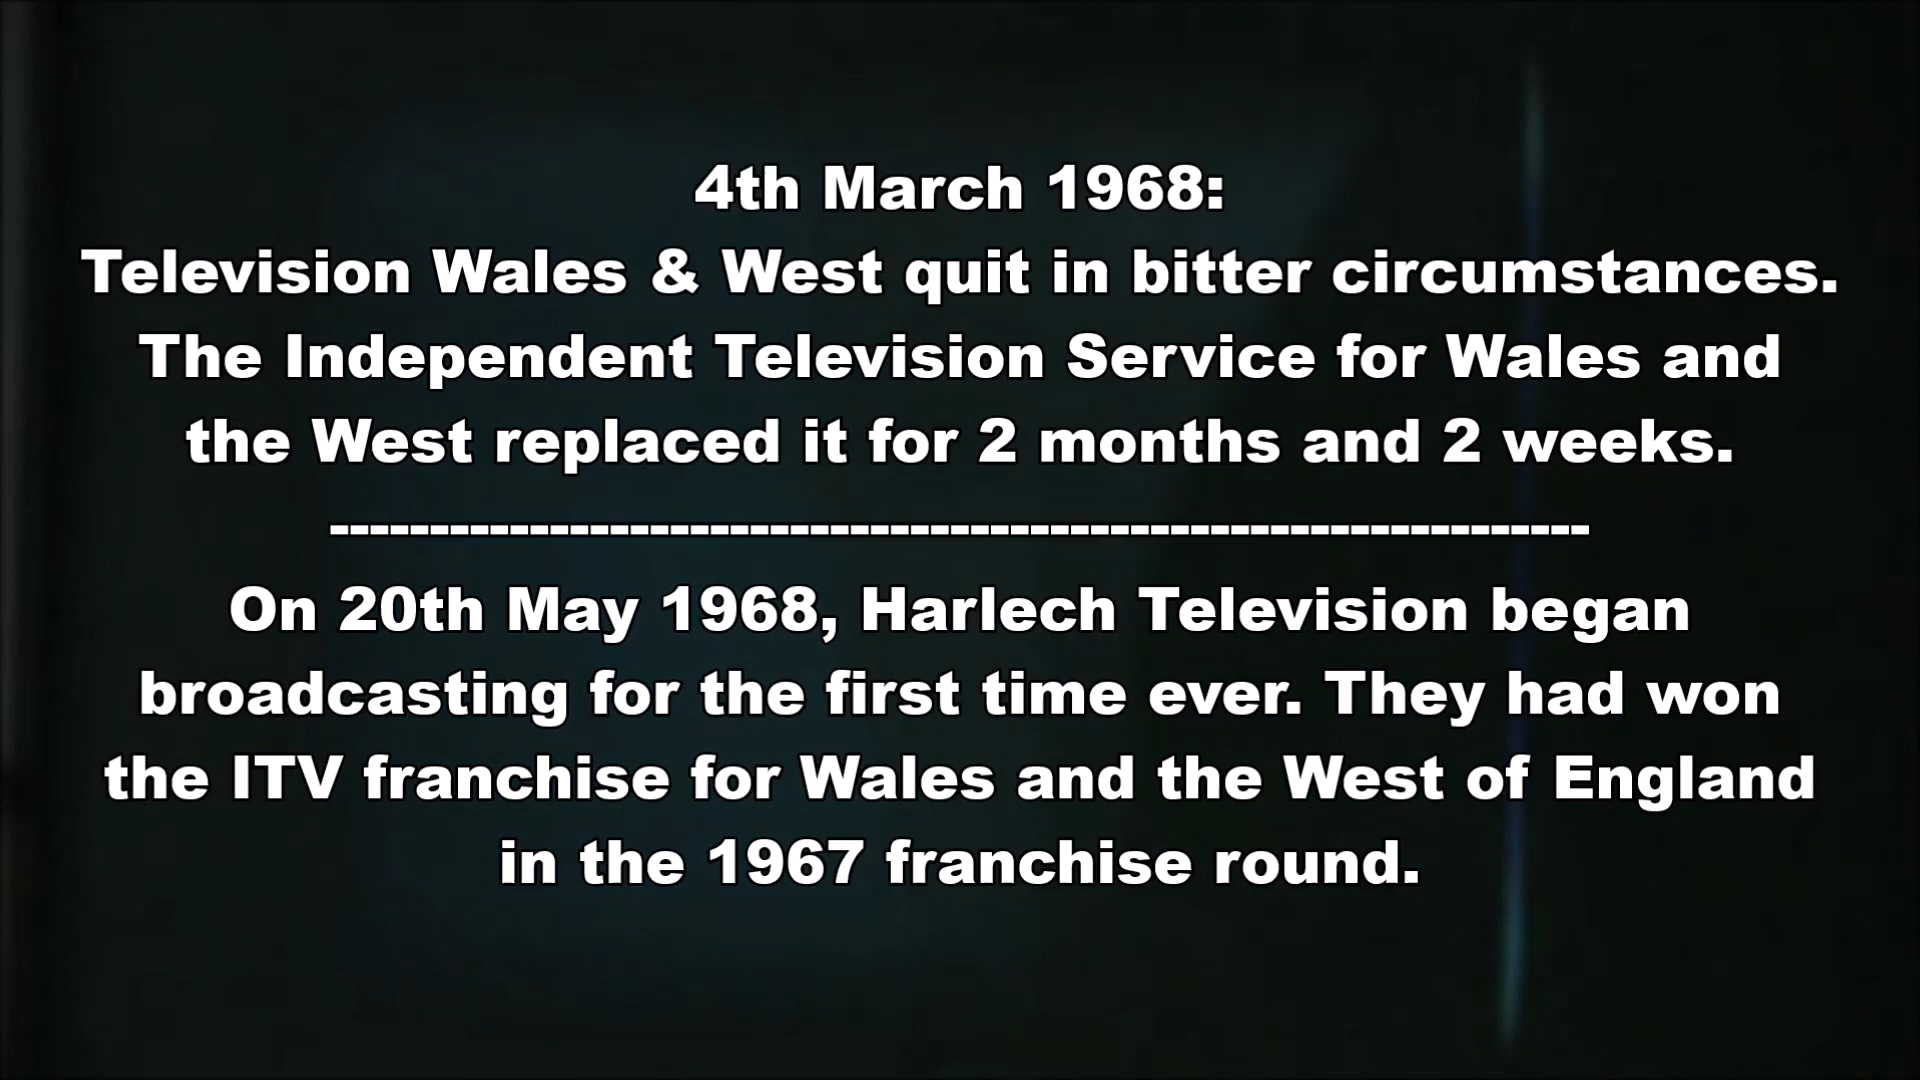 4th March 1968:
Television Wales & West quit in bitter circumstances.
The Independent Television Service for Wales and
the West replaced it for 2 months and 2 weeks.
---------------------------------------------------------------
On 20th May 1968, Harlech Television began
broadcasting for the first time ever. They had won
the ITV franchise for Wales and the West of England
in the 1967 franchise round.